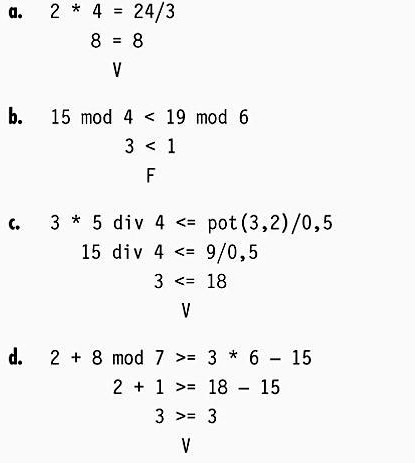 a. 2 * 4 = 24/3
8 = 8
V
b. 15 mod 4 < 19 mod 6
3 < 1
F
c. 3 * 5 div 4 <= pot(3,2)/0,5
15 div 4 <= 9/0,5
3 <= 18
V
d. 2 + 8 mod 7 >= 3 * 6 – 15
2 + 1 >= 18 – 15
3 >= 3
V